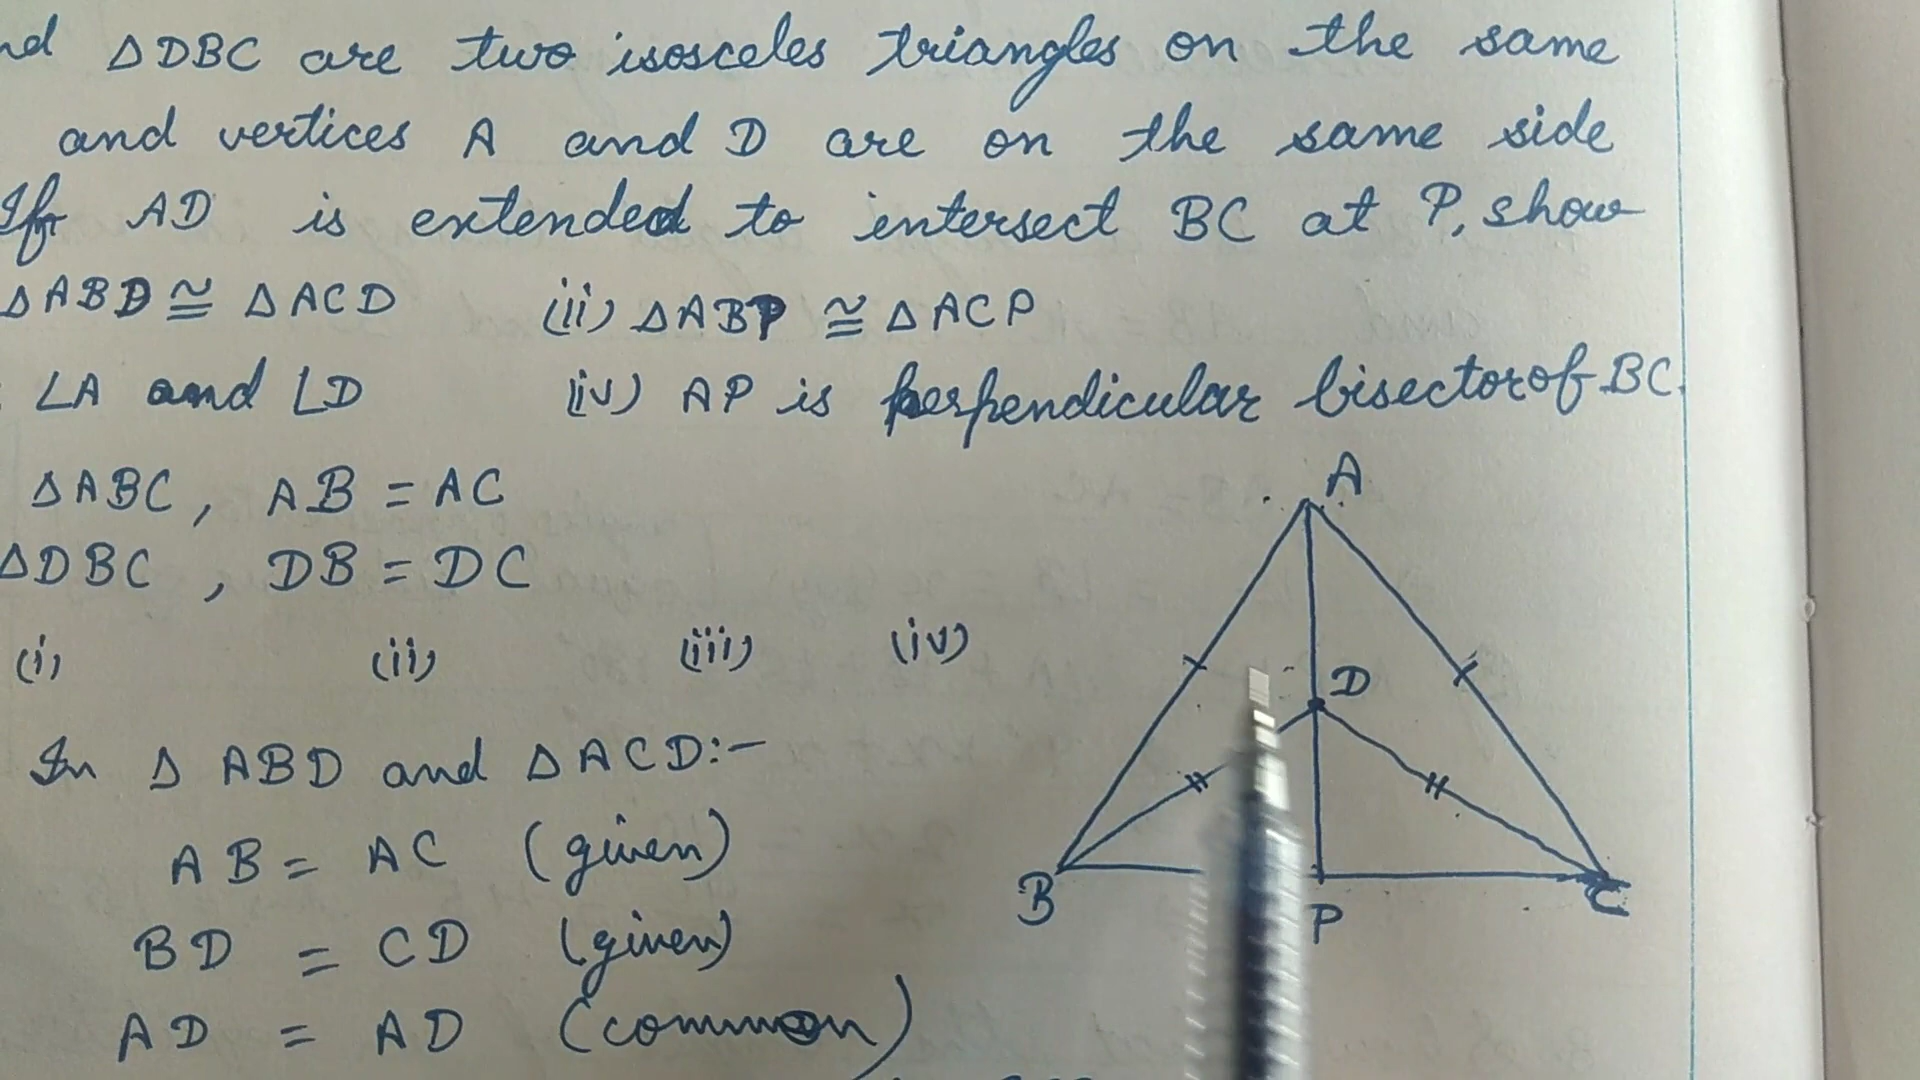 nd ΔDBC are two isosceles triangles on the same
and vertices A and D are on the same side
If AD is extended to intersect BC at P, show
ΔABD ≅ ΔACD (ii) ΔABP ≅ ΔACP
∠A and ∠D (iv) AP is perpendicular bisector of BC.
ΔABC, AB = AC
ΔDBC, DB = DC
(i) (ii) (iii) (iv)
In Δ ABD and ΔACD:-
AB = AC (given)
BD = CD (given)
AD = AD (common)
A
D
B
P
C